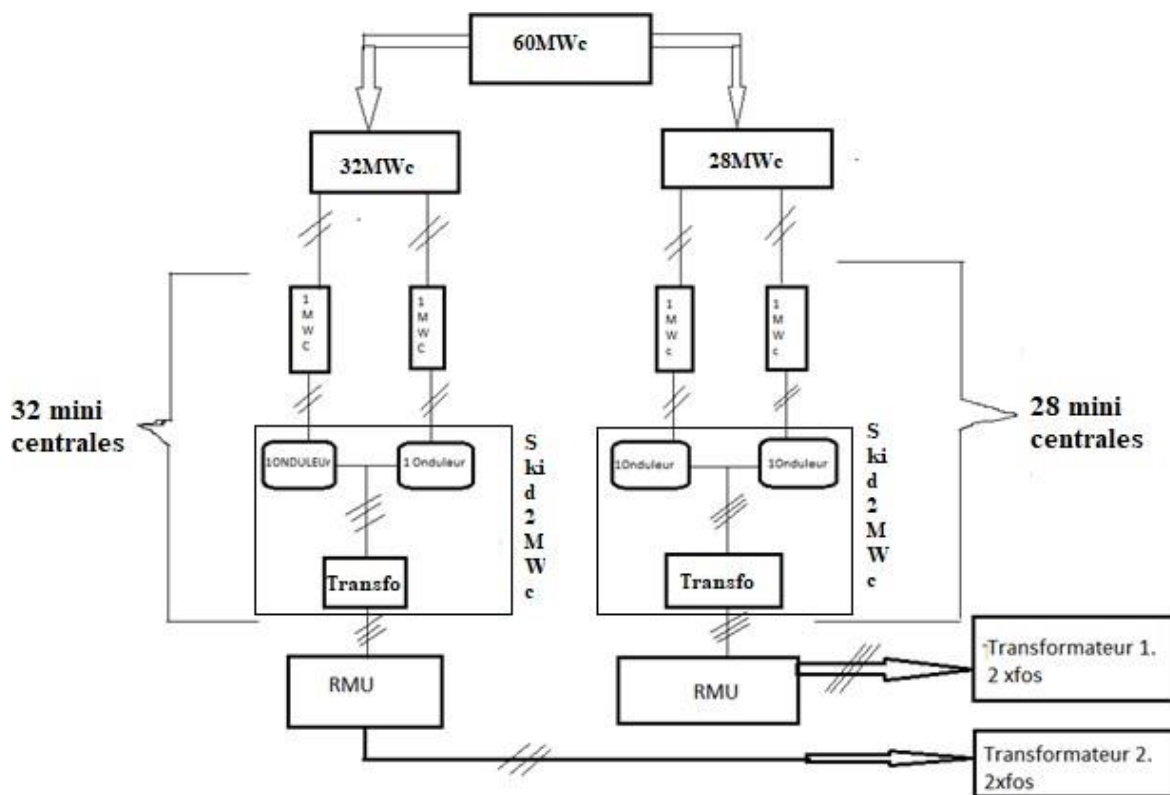 60MWc
32MWc
28MWc
1
M
W
C
1
M
W
C
1
M
W
c
1
M
W
c
32 mini
centrales
28 mini
centrales
1ONDULEUr
1 Onduleur
S
ki
d
2
M
W
c
1Onduleur
1Onduleur
S
ki
d
2
M
W
c
Transfo
Transfo
RMU
RMU
Transformateur 1.
2 xfos
Transformateur 2.
2xfos